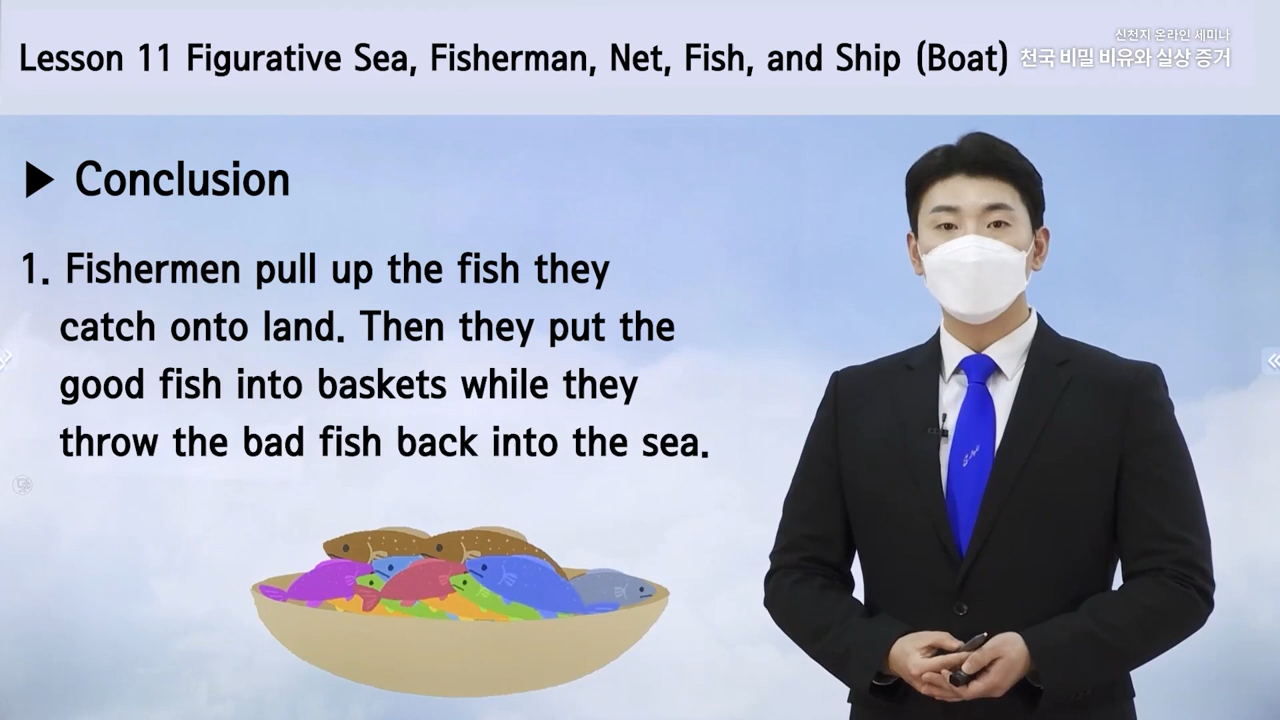 Lesson 11 Figurative Sea, Fisherman, Net, Fish, and Ship (Boat)
신천지 온라인 세미나
천국 비밀 비유와 실상 증거
▶ Conclusion
1. Fishermen pull up the fish they
catch onto land. Then they put the
good fish into baskets while they
throw the bad fish back into the sea.